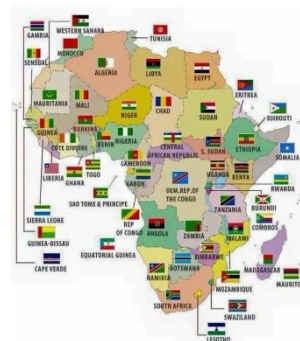 GAMBIA
WESTERN SAHARA
TUNISIA
SENEGAL
MOROCCO
ALGERIA
LIBYA
EGYPT
ERITREA
MAURITANIA
MALI
NIGER
CHAD
SUDAN
DJIBOUTI
GUINEA
BURKINA
NIGERIA
CENTRAL
AFRICAN REPUBLIC
S. SUDAN
ETHIOPIA
SOMALIA
COTE DIVOIRE
BENIN
CAMEROON
UGANDA
KENYA
LIBERIA
GHANA
TOGO
GABON
DEM.REP.OF
THE CONGO
RWANDA
SAO TOME & PRINCIPE
TANZANIA
BURUNDI
SIERRA LEONE
REP
OF CONGO
COMOROS
GUINEA-BISSAU
ANGOLA
ZAMBIA
MALAWI
EQUATORIAL GUINEA
CAPE VERDE
ZIMBABWE
NAMIBIA
BOTSWANA
MADAGASCAR
MAURIT
MOZAMBIQUE
SOUTH AFRICA
SWAZILAND
LESOTHO